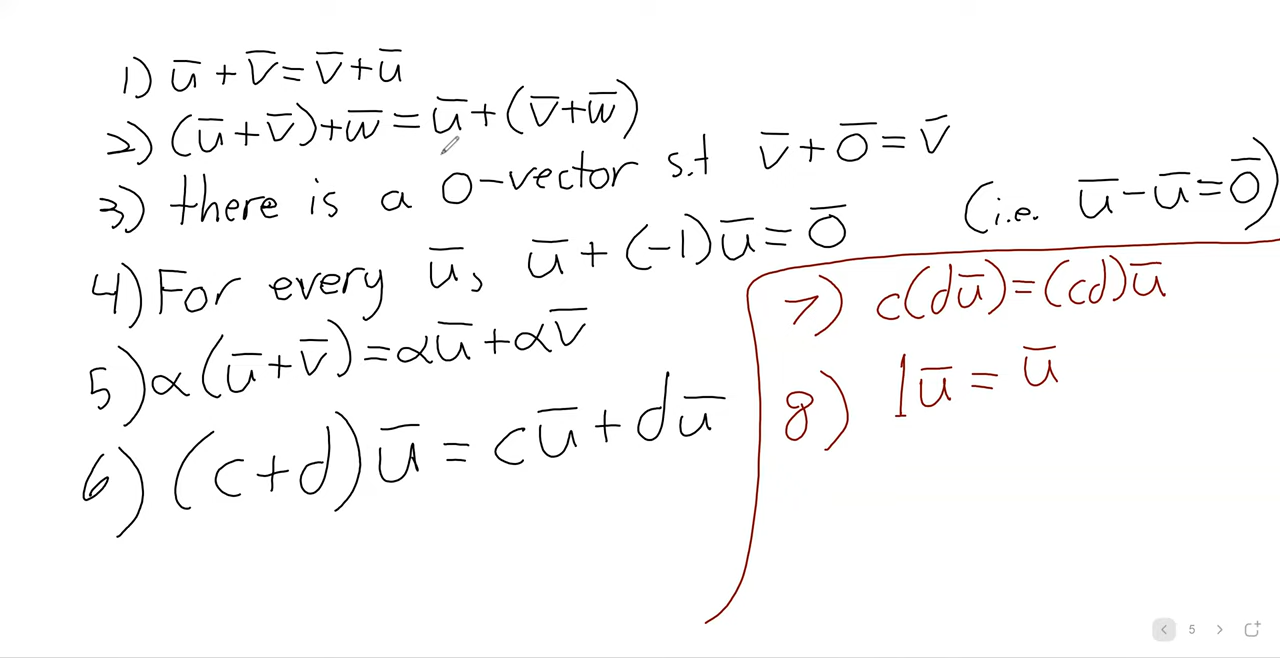 1) ū + v̄ = v̄ + ū
2) (ū + v̄) + w̄ = ū + (v̄ + w̄)
3) there is a 0-vector s.t v̄ + 0̄ = v̄
4) For every ū, ū + (-1)ū = 0̄ (i.e. ū - ū = 0̄)
5) α(ū + v̄) = αū + αv̄
6) (c+d)ū = cū + dū
7) c(dū) = (cd)ū
8) 1ū = ū
5